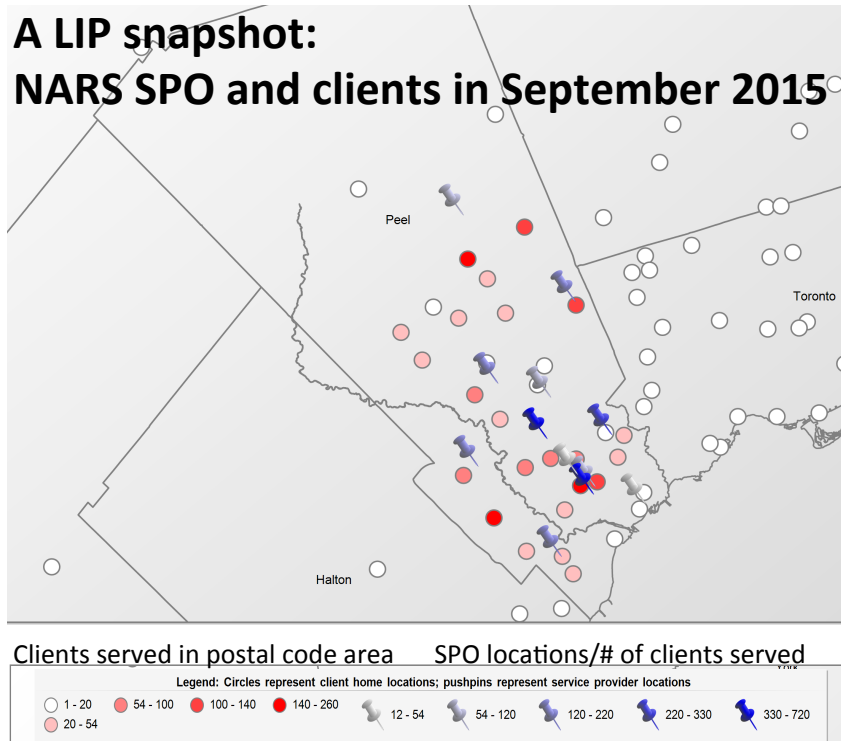 A LIP snapshot:
NARS SPO and clients in September 2015
Peel
Toronto
Halton
Clients served in postal code area SPO locations/# of clients served
Legend: Circles represent client home locations; pushpins represent service provider locations
1 - 20 54 - 100 100 - 140 140 - 260 12 - 54 54 - 120 120 - 220 220 - 330 330 - 720
20 - 54